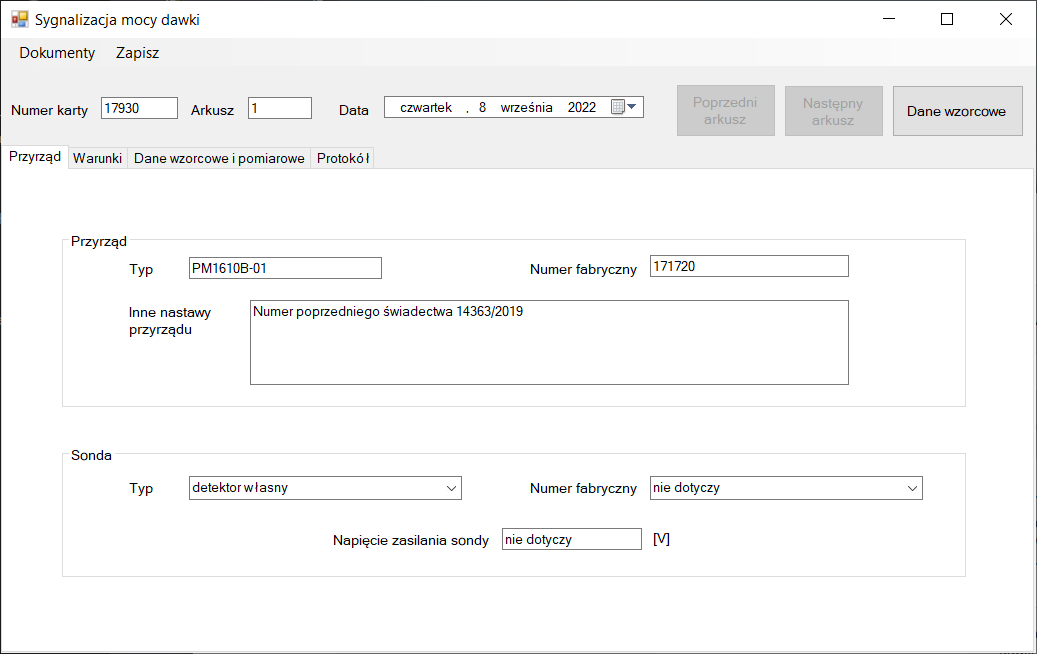 Sygnalizacja mocy dawki
Dokumenty Zapisz
Numer karty 17930 Arkusz 1 Data czwartek . 8 września 2022
Poprzedni
arkusz
Następny
arkusz
Dane wzorcowe
Przyrząd Warunki Dane wzorcowe i pomiarowe Protokół
Przyrząd
Typ PM1610B-01 Numer fabryczny 171720
Inne nastawy
przyrządu
Numer poprzedniego świadectwa 14363/2019
Sonda
Typ detektor własny Numer fabryczny nie dotyczy
Napięcie zasilania sondy nie dotyczy [V]